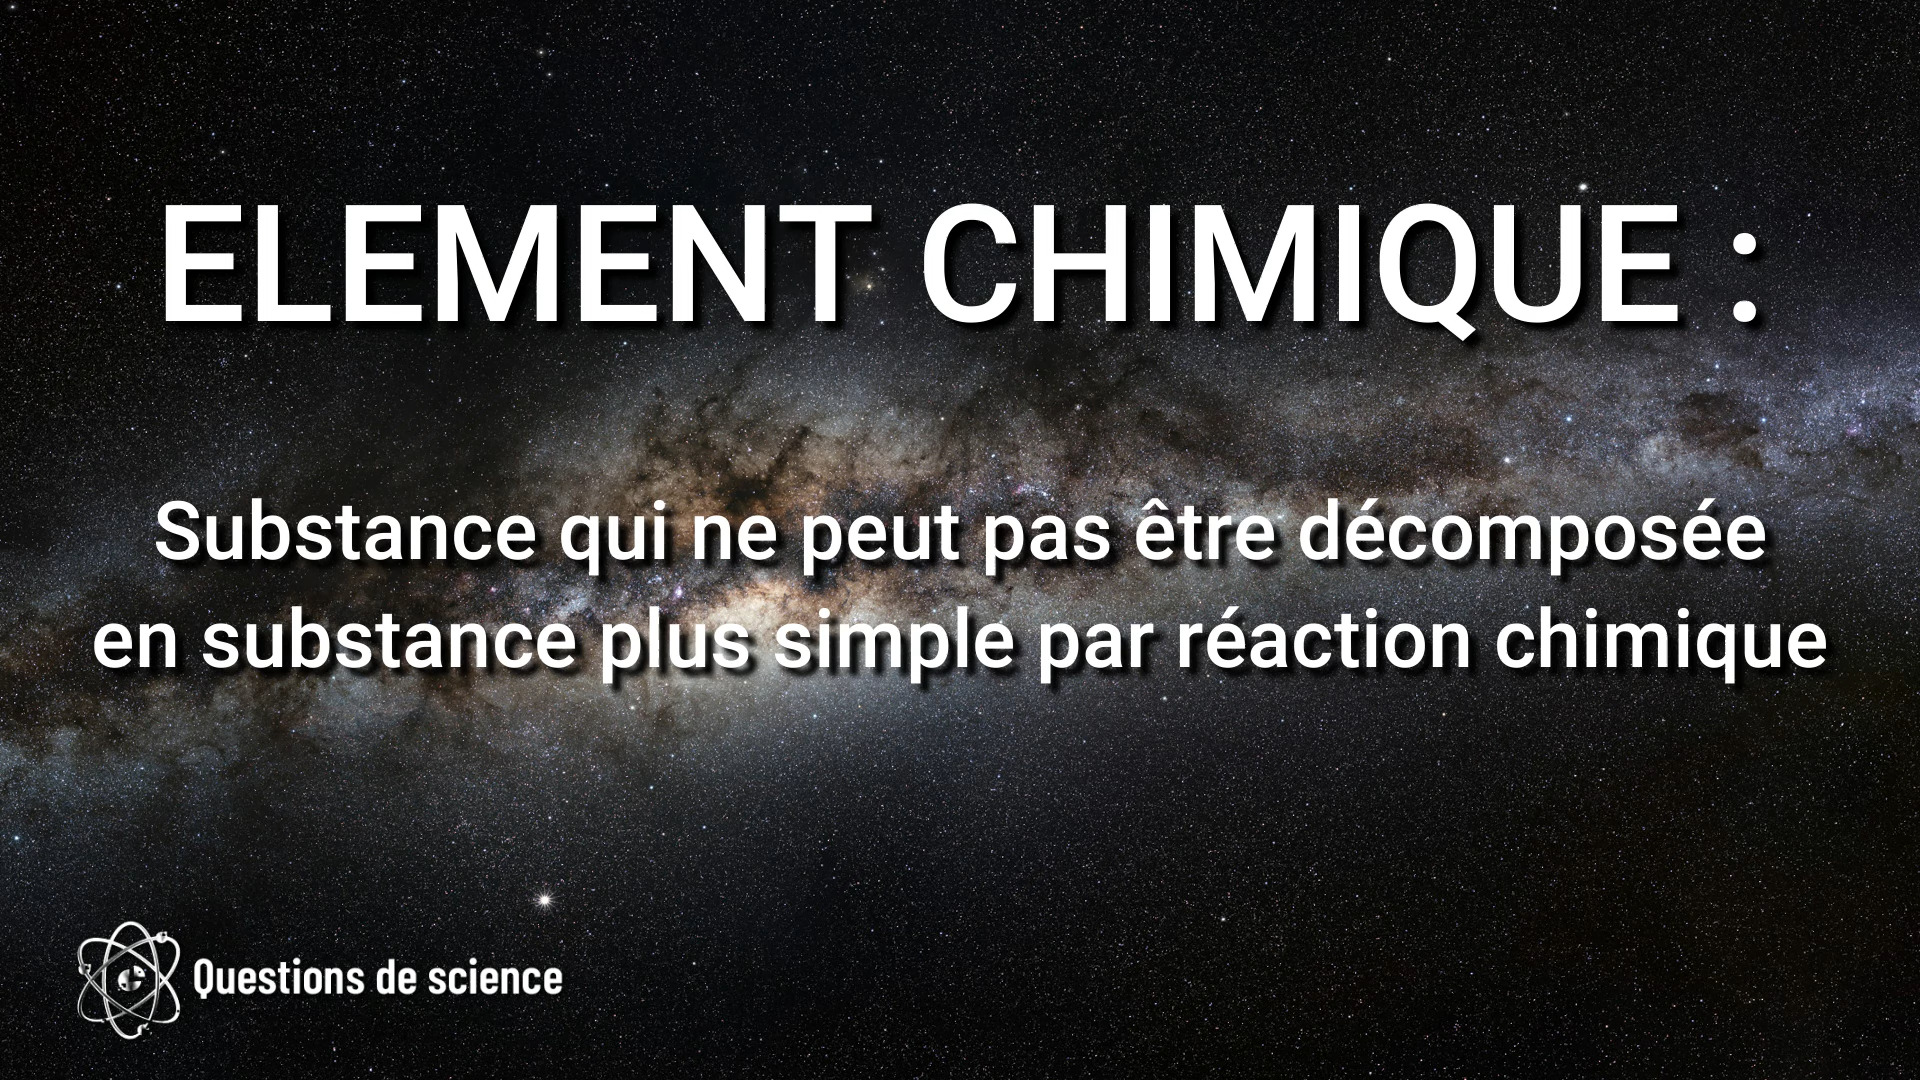 ELEMENT CHIMIQUE :
Substance qui ne peut pas être décomposée
en substance plus simple par réaction chimique
Questions de science